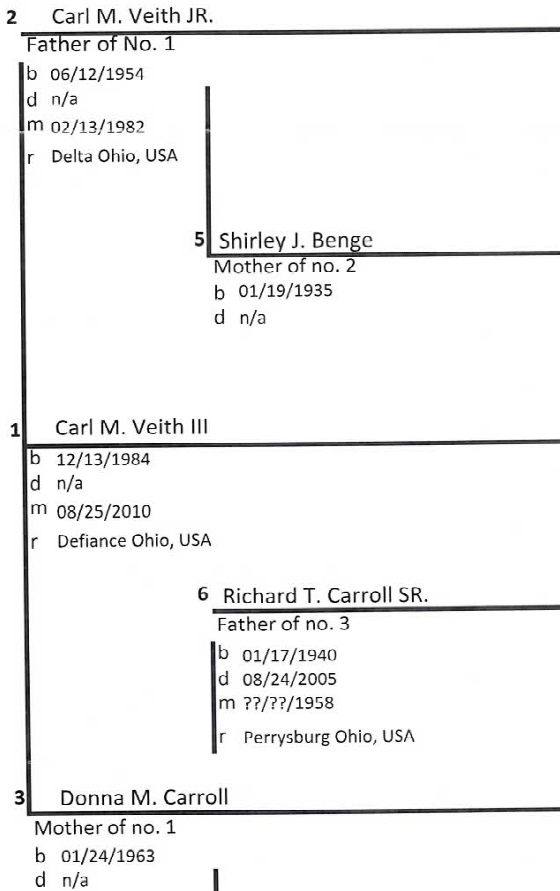 2 Carl M. Veith JR.
Father of No. 1
b 06/12/1954
d n/a
m 02/13/1982
r Delta Ohio, USA
5 Shirley J. Benge
Mother of no. 2
b 01/19/1935
d n/a
1 Carl M. Veith III
b 12/13/1984
d n/a
m 08/25/2010
r Defiance Ohio, USA
6 Richard T. Carroll SR.
Father of no. 3
b 01/17/1940
d 08/24/2005
m ??/??/1958
r Perrysburg Ohio, USA
3 Donna M. Carroll
Mother of no. 1
b 01/24/1963
d n/a